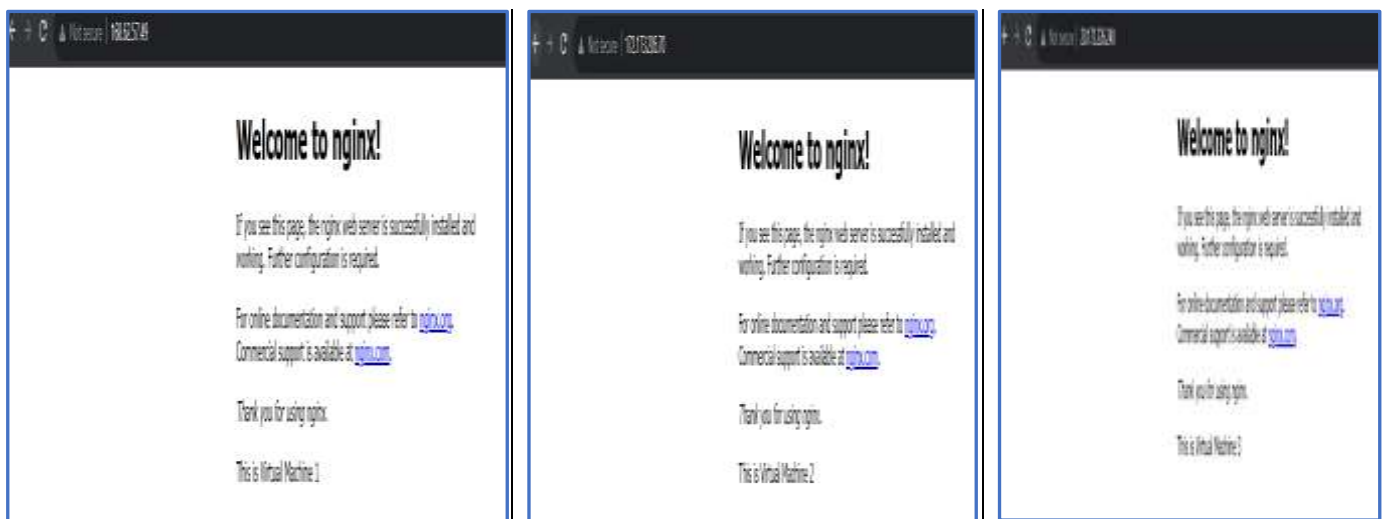 Not secure 168.62.57.49
Welcome to nginx!
If you see this page, the nginx web server is successfully installed and
working. Further configuration is required.
For online documentation and support please refer to nginx.org.
Commercial support is available at nginx.com.
Thank you for using nginx.
This is Virtual Machine 1
Not secure
Welcome to nginx!
If you see this page, the nginx web server is successfully installed and
working. Further configuration is required.
For online documentation and support please refer to nginx.org.
Commercial support is available at nginx.com.
Thank you for using nginx.
This is Virtual Machine 2
Not secure
Welcome to nginx!
If you see this page, the nginx web server is successfully installed and
working. Further configuration is required.
For online documentation and support please refer to nginx.org.
Commercial support is available at nginx.com.
Thank you for using nginx.
This is Virtual Machine 3